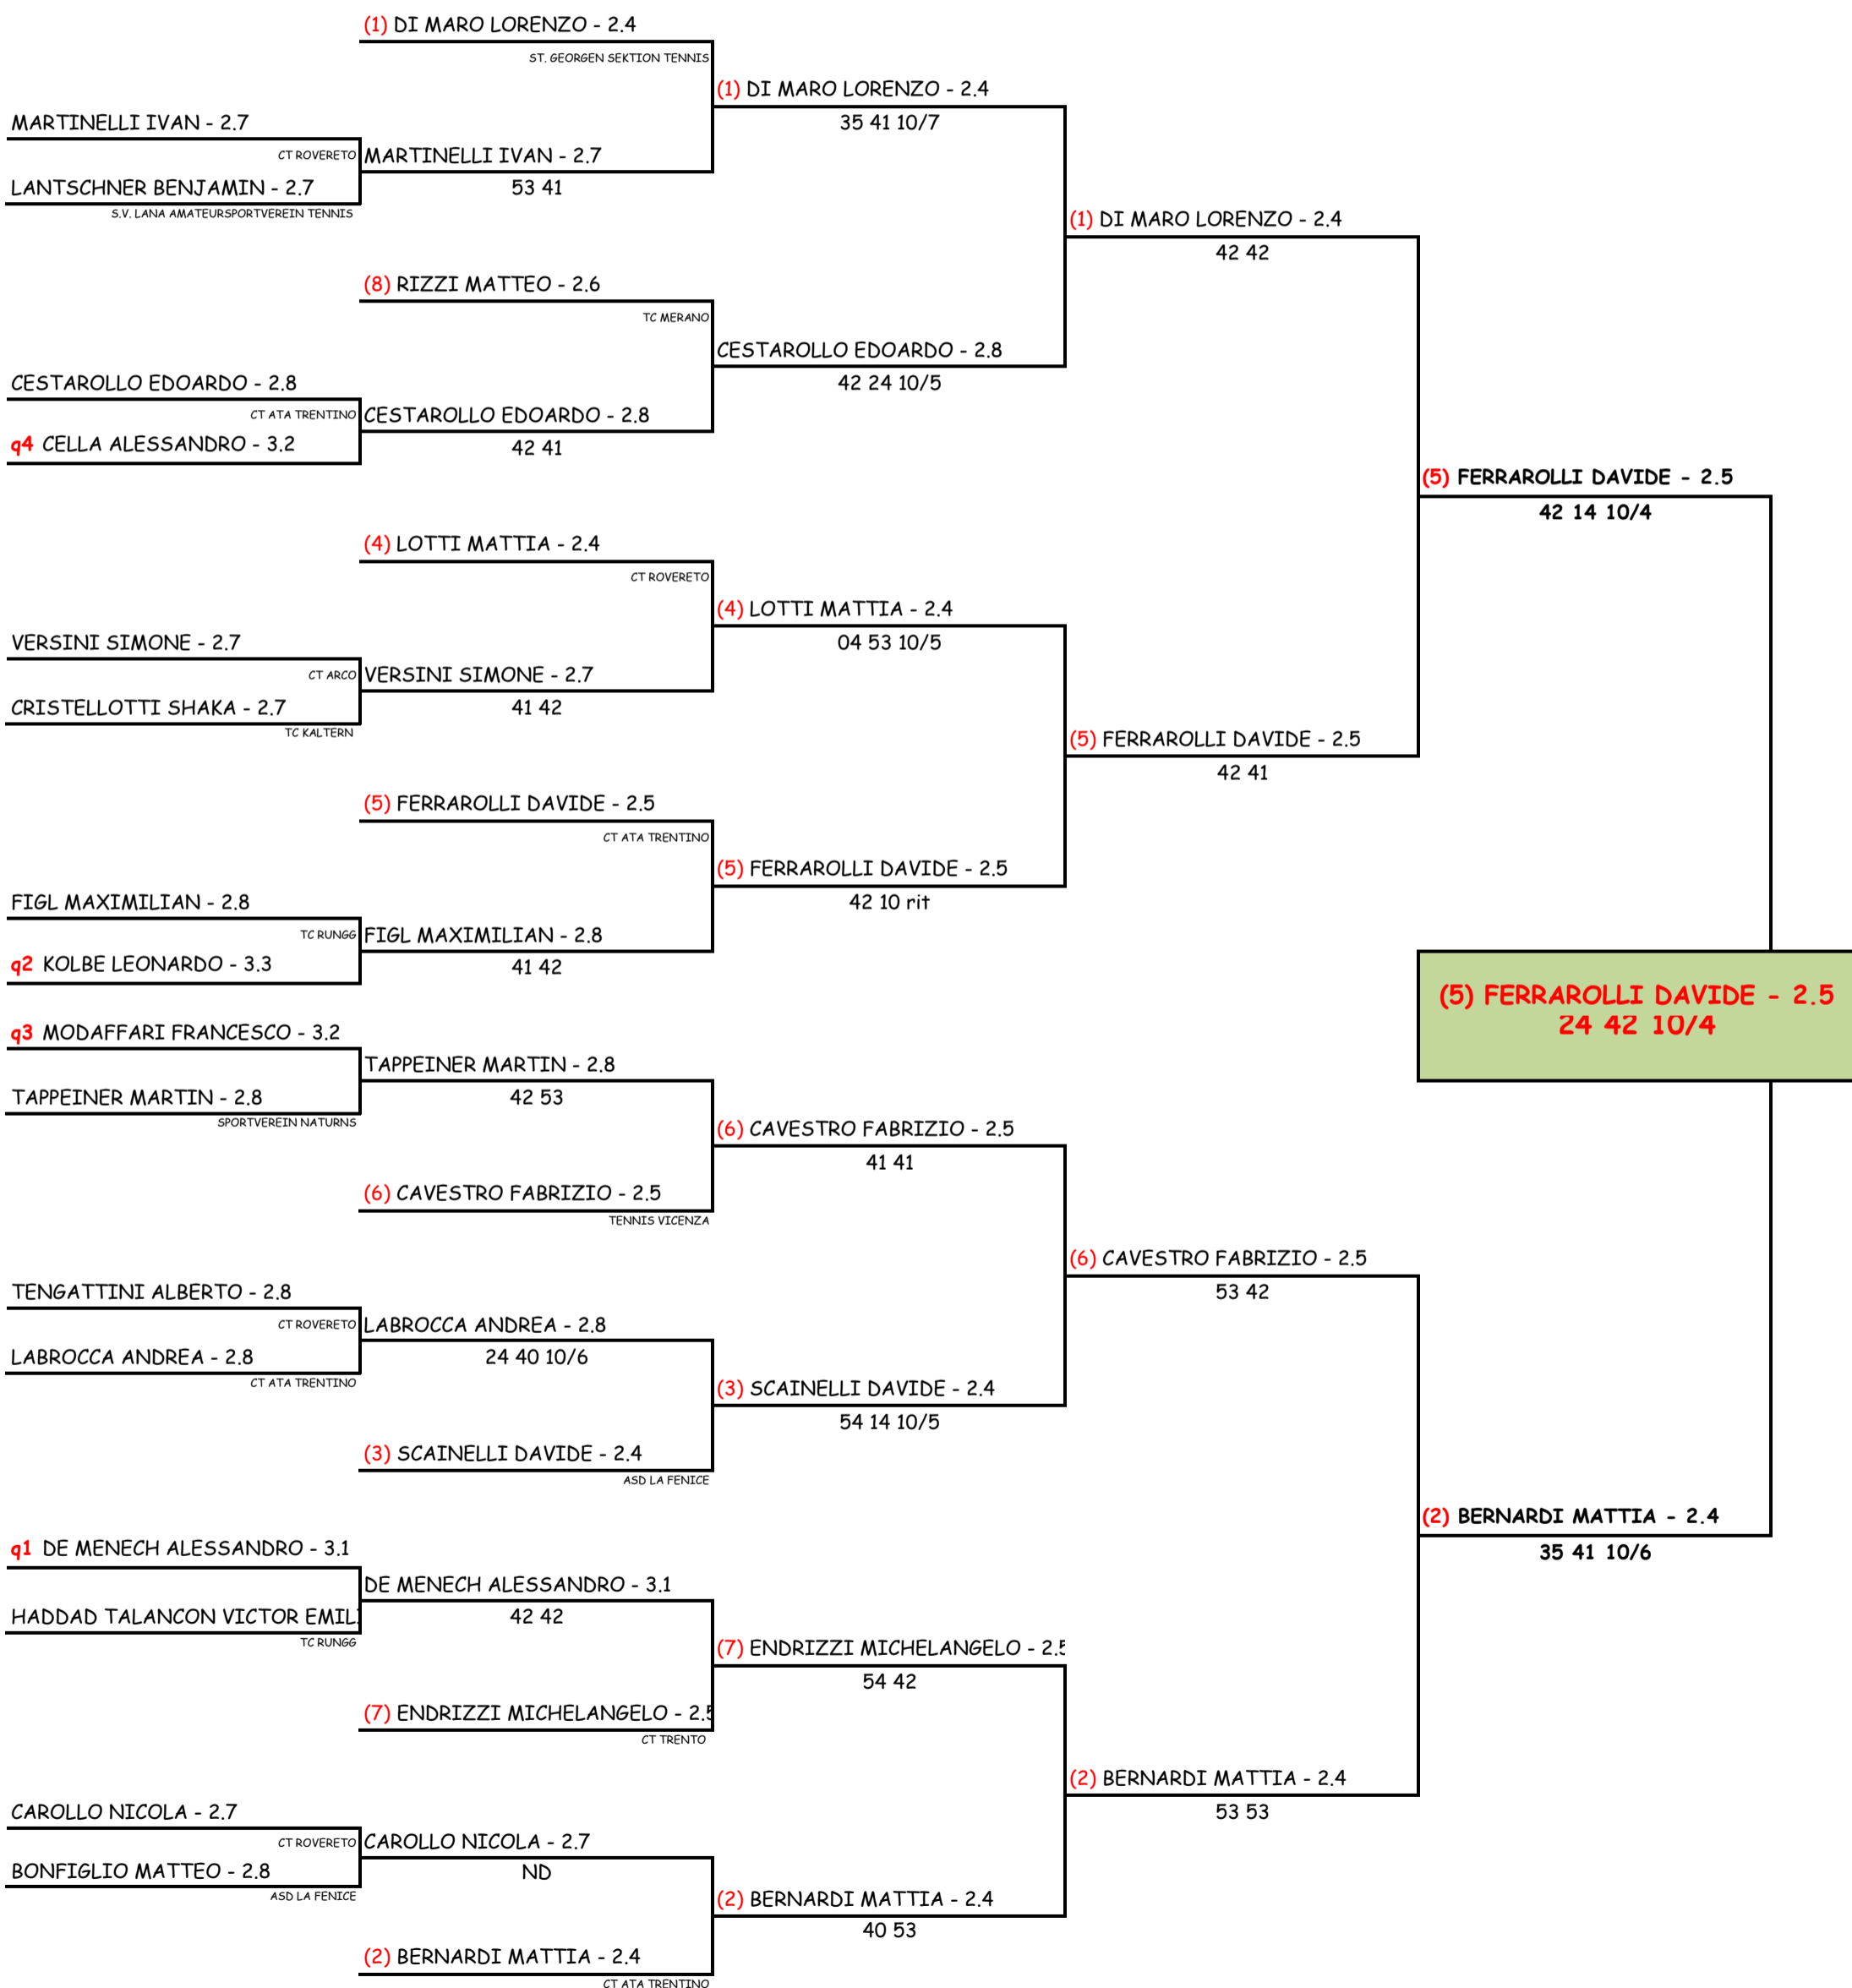 (1) DI MARO LORENZO - 2.4
ST. GEORGEN SEKTION TENNIS
(1) DI MARO LORENZO - 2.4
35 41 10/7
MARTINELLI IVAN - 2.7
CT ROVERETO
MARTINELLI IVAN - 2.7
53 41
LANTSCHNER BENJAMIN - 2.7
S.V. LANA AMATEURSPORTVEREIN TENNIS
(1) DI MARO LORENZO - 2.4
42 42
(8) RIZZI MATTEO - 2.6
TC MERANO
CESTAROLLO EDOARDO - 2.8
42 24 10/5
CESTAROLLO EDOARDO - 2.8
CT ATA TRENTINO
CESTAROLLO EDOARDO - 2.8
42 41
q4 CELLA ALESSANDRO - 3.2
(5) FERRAROLLI DAVIDE - 2.5
42 14 10/4
(4) LOTTI MATTIA - 2.4
CT ROVERETO
(4) LOTTI MATTIA - 2.4
04 53 10/5
VERSINI SIMONE - 2.7
CT ARCO
VERSINI SIMONE - 2.7
41 42
CRISTELLOTTI SHAKA - 2.7
TC KALTERN
(5) FERRAROLLI DAVIDE - 2.5
42 41
(5) FERRAROLLI DAVIDE - 2.5
CT ATA TRENTINO
(5) FERRAROLLI DAVIDE - 2.5
42 10 rit
FIGL MAXIMILIAN - 2.8
TC RUNGG
FIGL MAXIMILIAN - 2.8
41 42
q2 KOLBE LEONARDO - 3.3
(5) FERRAROLLI DAVIDE - 2.5
24 42 10/4
q3 MODAFFARI FRANCESCO - 3.2
TAPPEINER MARTIN - 2.8
42 53
TAPPEINER MARTIN - 2.8
SPORTVEREIN NATURNS
(6) CAVESTRO FABRIZIO - 2.5
41 41
(6) CAVESTRO FABRIZIO - 2.5
TENNIS VICENZA
(6) CAVESTRO FABRIZIO - 2.5
53 42
TENGATTINI ALBERTO - 2.8
CT ROVERETO
LABROCCA ANDREA - 2.8
24 40 10/6
LABROCCA ANDREA - 2.8
CT ATA TRENTINO
(3) SCAINELLI DAVIDE - 2.4
54 14 10/5
(3) SCAINELLI DAVIDE - 2.4
ASD LA FENICE
(2) BERNARDI MATTIA - 2.4
35 41 10/6
q1 DE MENECH ALESSANDRO - 3.1
DE MENECH ALESSANDRO - 3.1
42 42
HADDAD TALANCON VICTOR EMIL
TC RUNGG
(7) ENDRIZZI MICHELANGELO - 2.5
54 42
(7) ENDRIZZI MICHELANGELO - 2.5
CT TRENTO
(2) BERNARDI MATTIA - 2.4
53 53
CAROLLO NICOLA - 2.7
CT ROVERETO
CAROLLO NICOLA - 2.7
ND
BONFIGLIO MATTEO - 2.8
ASD LA FENICE
(2) BERNARDI MATTIA - 2.4
40 53
(2) BERNARDI MATTIA - 2.4
CT ATA TRENTINO